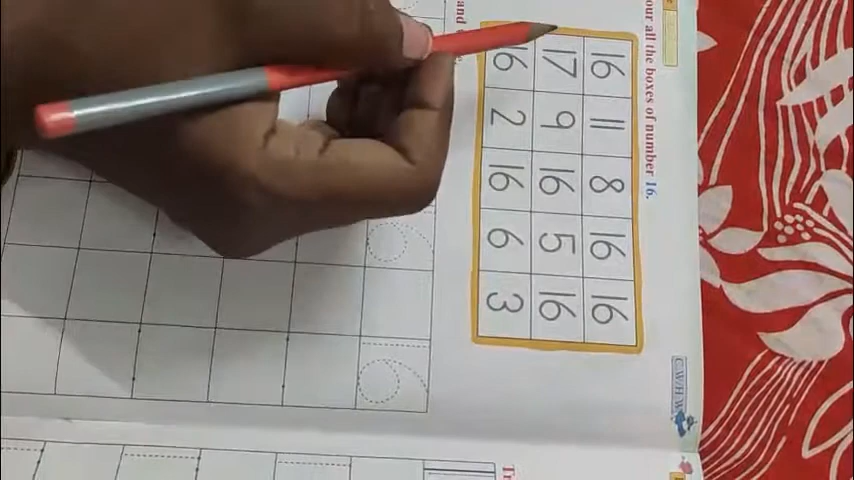 our all the boxes of number 16.
16 11 8 16 16
17 9 16 5 16
16 2 16 6 3
and
C.W/H.W.
16 16